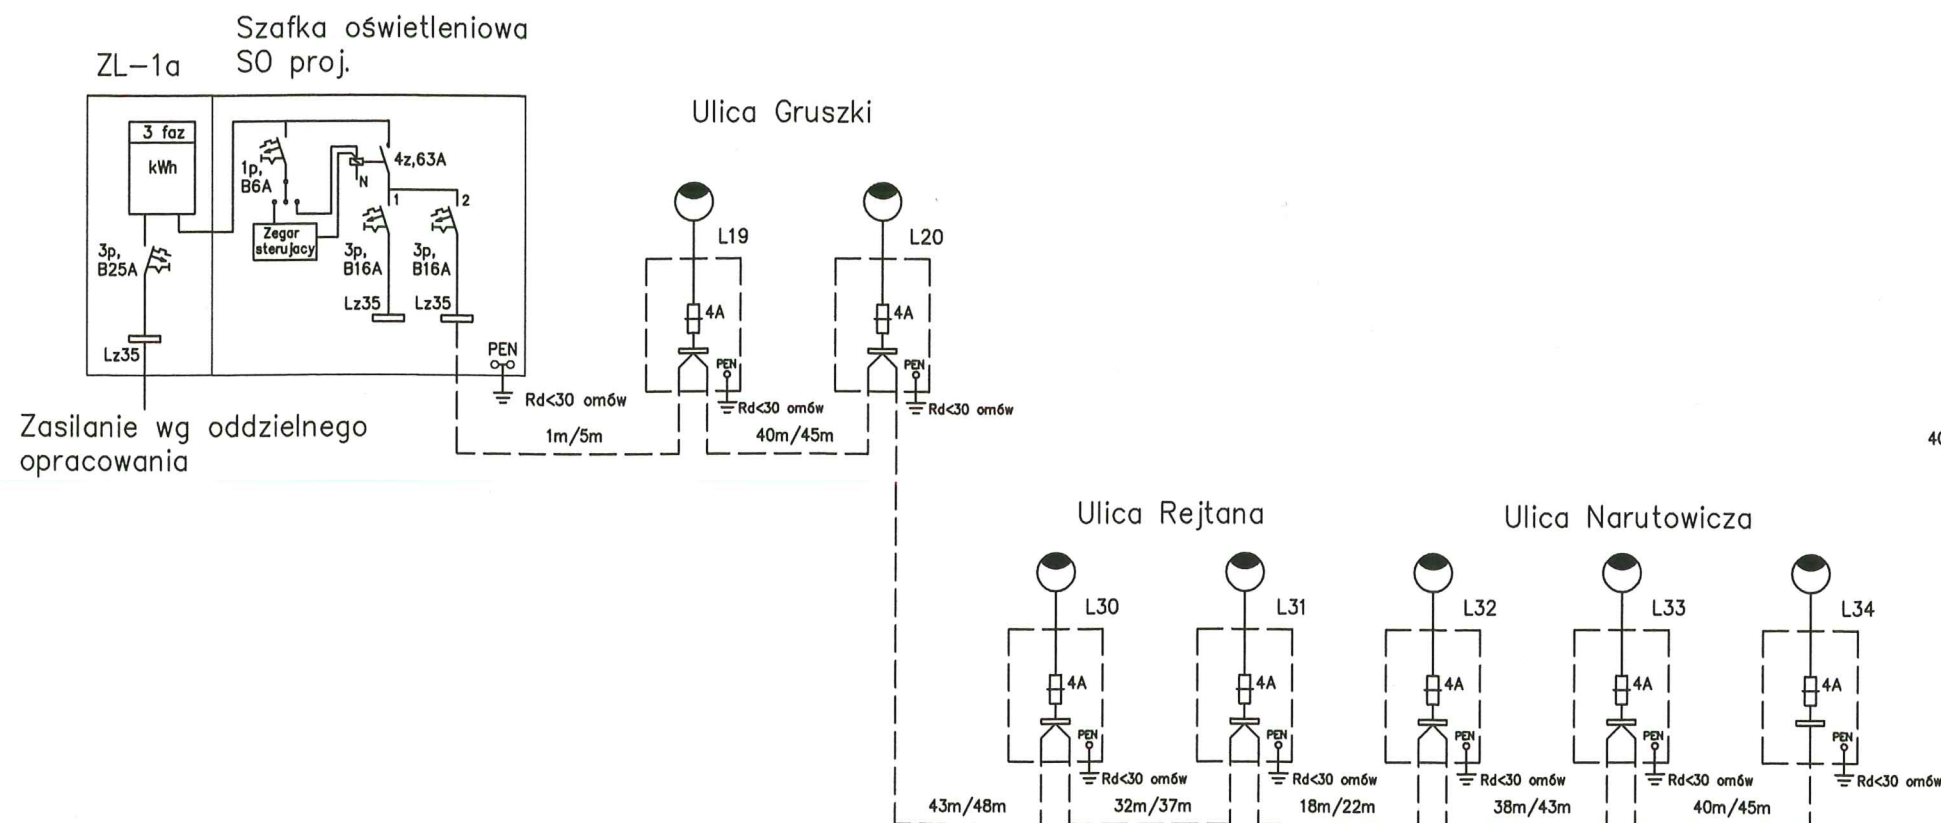 Szafka oświetleniowa
SO proj.
ZL-1a
3 faz
kWh
1p,
B6A
N
4z,63A
1
2
Zegar
sterujacy
3p,
B25A
3p,
B16A
3p,
B16A
Lz35
Lz35
Lz35
PEN
Rd<30 omów
Zasilanie wg oddzielnego
opracowania
Ulica Gruszki
L19
L20
4A
4A
PEN
PEN
Rd<30 omów
Rd<30 omów
1m/5m
40m/45m
40
Ulica Rejtana
Ulica Narutowicza
L30
L31
L32
L33
L34
4A
4A
4A
4A
4A
PEN
PEN
PEN
PEN
PEN
Rd<30 omów
Rd<30 omów
Rd<30 omów
Rd<30 omów
Rd<30 omów
43m/48m
32m/37m
18m/22m
38m/43m
40m/45m